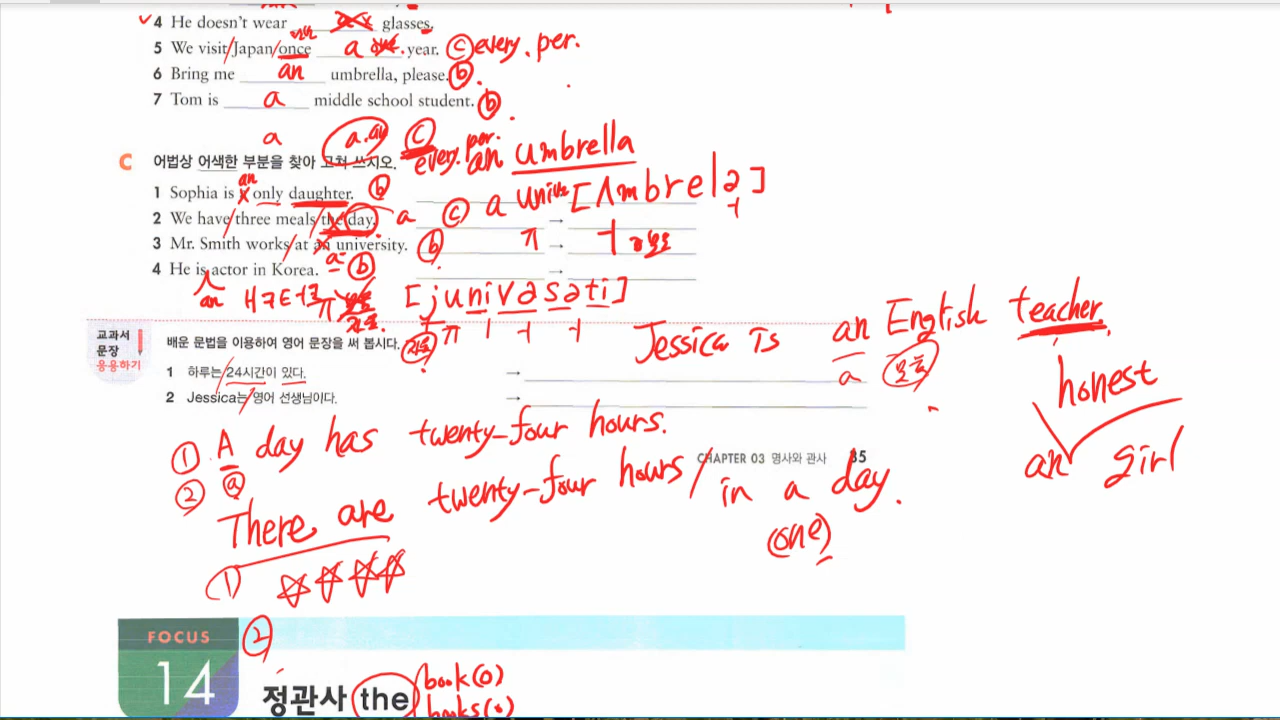 4 He doesn't wear ____ glasses.
5 We visit Japan once a year. ⓒ every. per.
6 Bring me an umbrella, please. ⓑ
7 Tom is a middle school student. ⓑ
a a.an ⓒ every. per. an umbrella
C 어법상 어색한 부분을 찾아 고쳐 쓰시오.
1 Sophia is only daughter. an ⓑ
a [ʌmbrelə]
2 We have three meals the day. a ⓒ →
ㅠ ㅓ
3 Mr. Smith works at an university. a ⓑ →
4 He is actor in Korea. an ⓑ →
[junivəsəti]
ㅠ ㅣ ㅓ ㅓ
교과서
문장
응용하기
배운 문법을 이용하여 영어 문장을 써 봅시다.
Jessica is an English teacher.
a
1 하루는 24시간이 있다. →
2 Jessica는 영어 선생님이다. →
honest
an girl
① A day has twenty-four hours.
ⓐ
CHAPTER 03 명사와 관사 35
② There are twenty-four hours in a day.
(one)
①
②
FOCUS
14
정관사 the
book(o)
books(o)